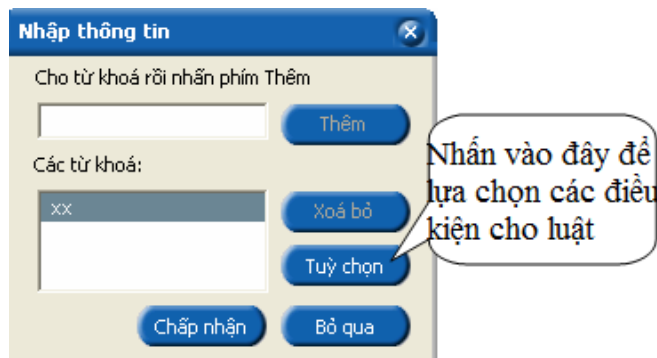 Nhập thông tin
Cho từ khoá rồi nhấn phím Thêm
Thêm
Các từ khoá:
xx
Xoá bỏ
Tuỳ chọn
Chấp nhận
Bỏ qua
Nhấn vào đây để
lựa chọn các điều
kiện cho luật